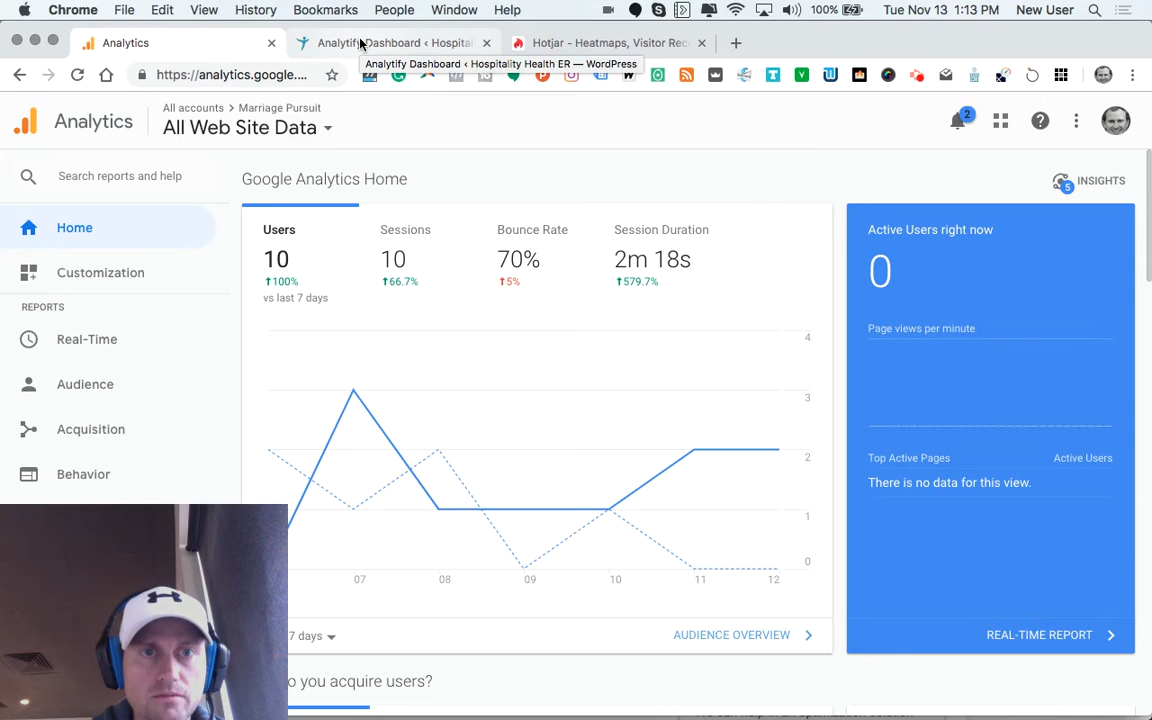 Chrome File Edit View History Bookmarks People Window Help 100% Tue Nov 13 1:13 PM New User
Analytics
Analytify Dashboard ‹ Hospital
Hotjar - Heatmaps, Visitor Rec
Analytify Dashboard ‹ Hospitality Health ER — WordPress
https://analytics.google....
Analytics
All accounts > Marriage Pursuit
All Web Site Data
2
Search reports and help
Home
Customization
REPORTS
Real-Time
Audience
Acquisition
Behavior
Google Analytics Home
INSIGHTS
5
Users
10
100%
vs last 7 days
Sessions
10
66.7%
Bounce Rate
70%
5%
Session Duration
2m 18s
579.7%
4
3
2
1
0
07 08 09 10 11 12
7 days
AUDIENCE OVERVIEW
Active Users right now
0
Page views per minute
Top Active Pages Active Users
There is no data for this view.
REAL-TIME REPORT
o you acquire users?